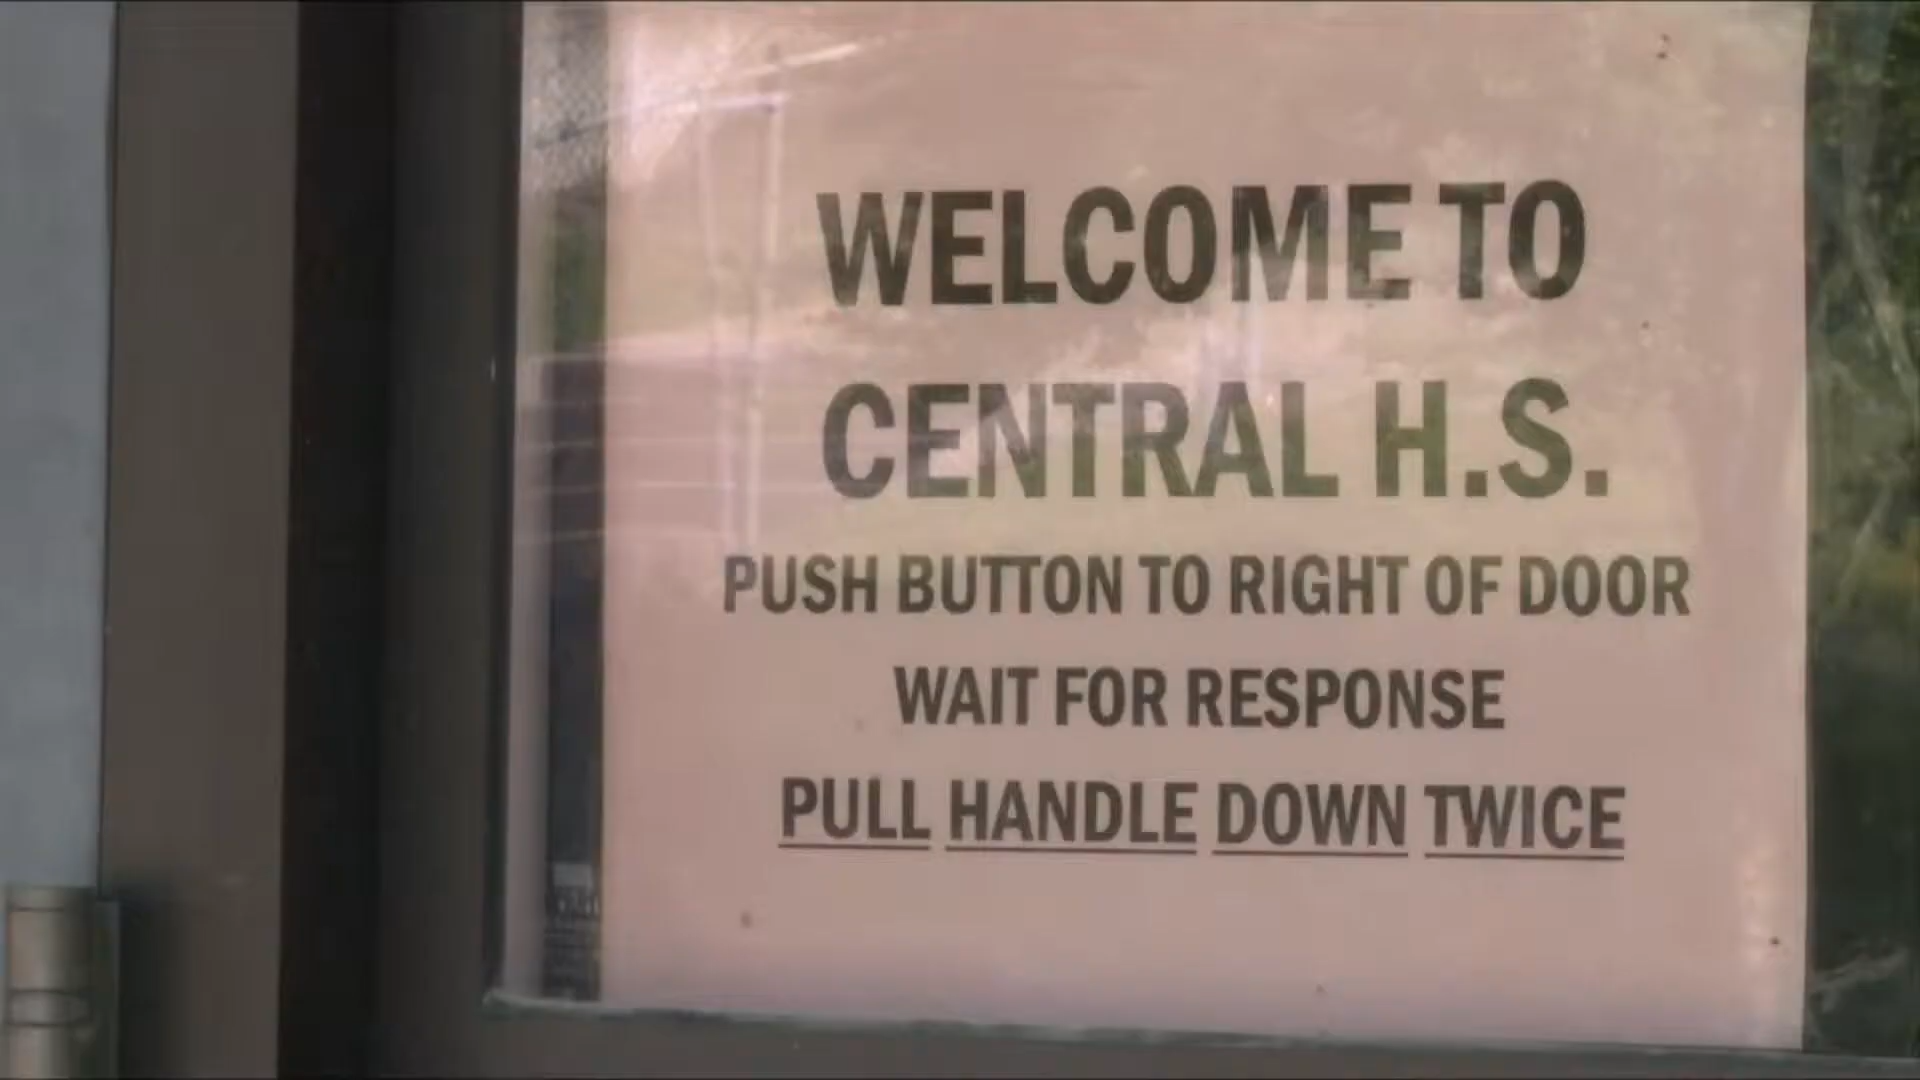 WELCOME TO
CENTRAL H.S.
PUSH BUTTON TO RIGHT OF DOOR
WAIT FOR RESPONSE
PULL HANDLE DOWN TWICE